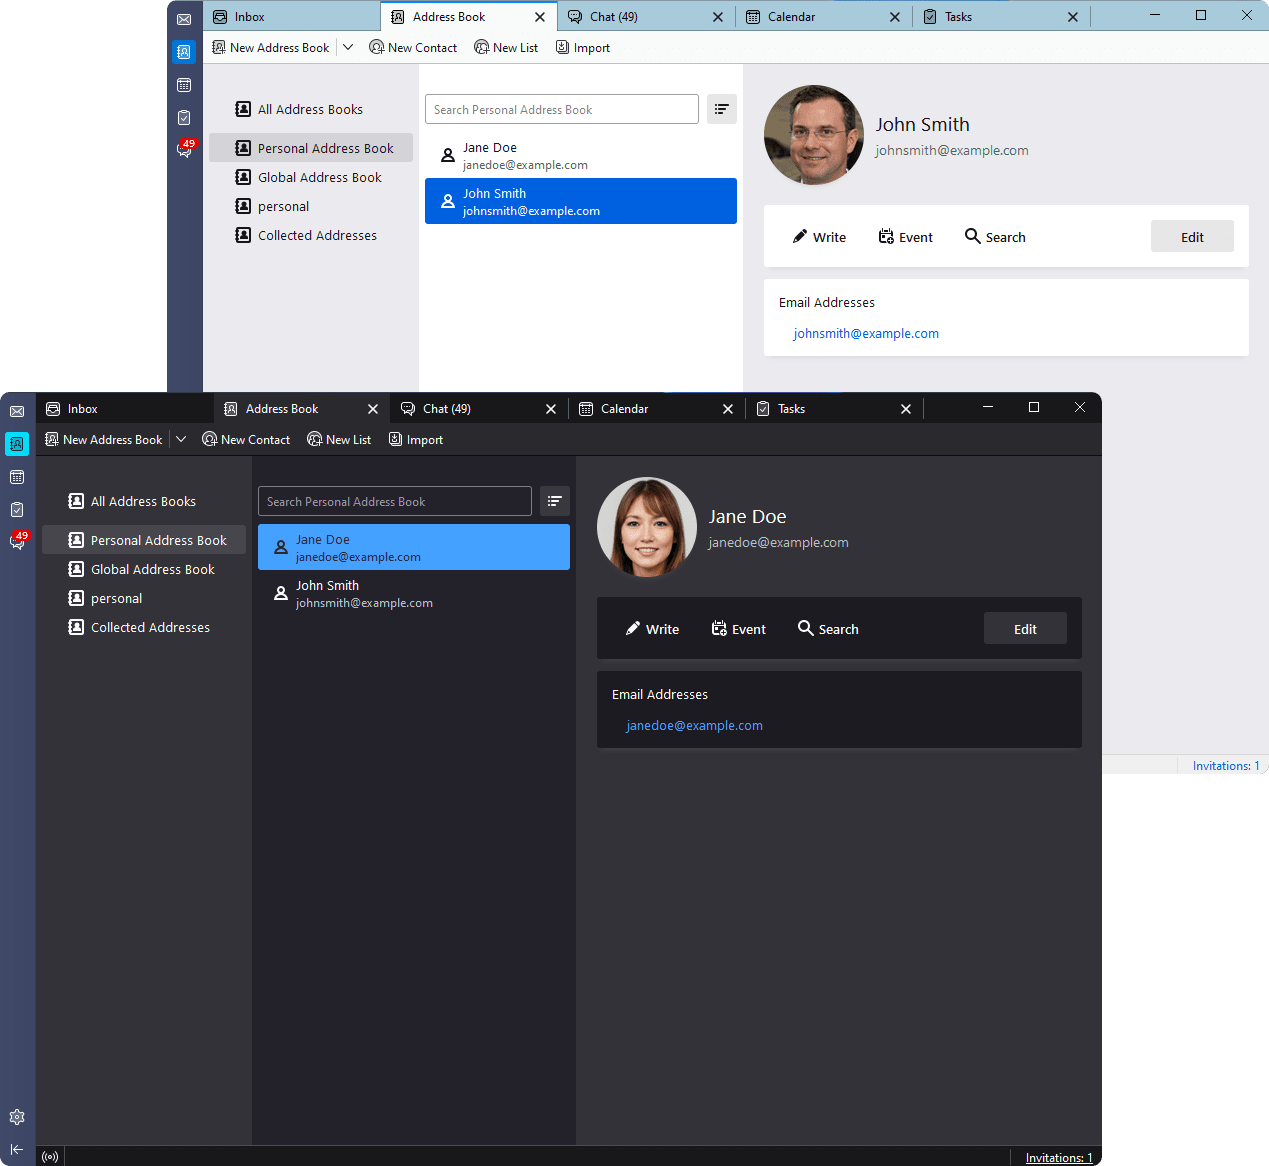 Inbox
Address Book
Chat (49)
Calendar
Tasks
New Address Book
New Contact
New List
Import
49
All Address Books
Personal Address Book
Global Address Book
personal
Collected Addresses
Search Personal Address Book
Jane Doe
janedoe@example.com
John Smith
johnsmith@example.com
John Smith
johnsmith@example.com
Write
Event
Search
Edit
Email Addresses
johnsmith@example.com
Invitations: 1
Inbox
Address Book
Chat (49)
Calendar
Tasks
New Address Book
New Contact
New List
Import
49
All Address Books
Personal Address Book
Global Address Book
personal
Collected Addresses
Search Personal Address Book
Jane Doe
janedoe@example.com
John Smith
johnsmith@example.com
Jane Doe
janedoe@example.com
Write
Event
Search
Edit
Email Addresses
janedoe@example.com
Invitations: 1